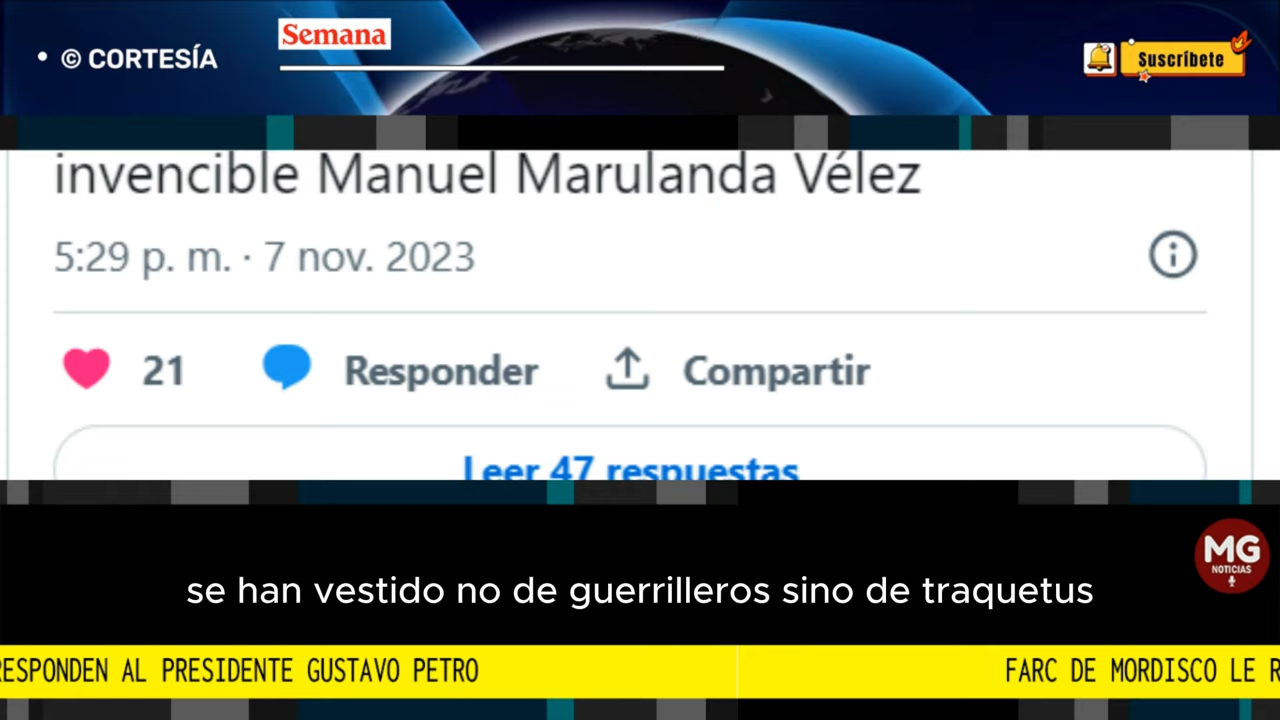 Semana
• © CORTESÍA
Suscríbete
invencible Manuel Marulanda Vélez
5:29 p. m. · 7 nov. 2023
21 Responder Compartir
Leer 47 respuestas
MG
NOTICIAS
se han vestido no de guerrilleros sino de traquetus
RESPONDEN AL PRESIDENTE GUSTAVO PETRO FARC DE MORDISCO LE R